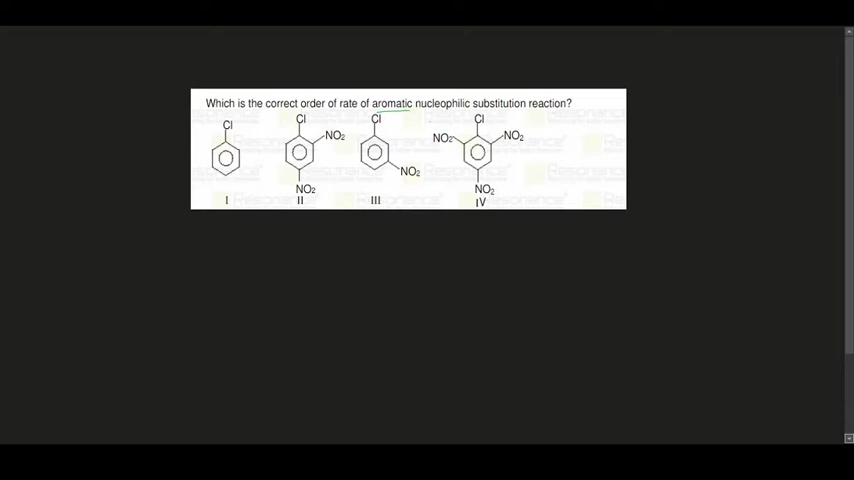 Which is the correct order of rate of aromatic nucleophilic substitution reaction?
Cl Cl Cl Cl
NO2 NO2 NO2
NO2
NO2 NO2
I II III IV
Resonance